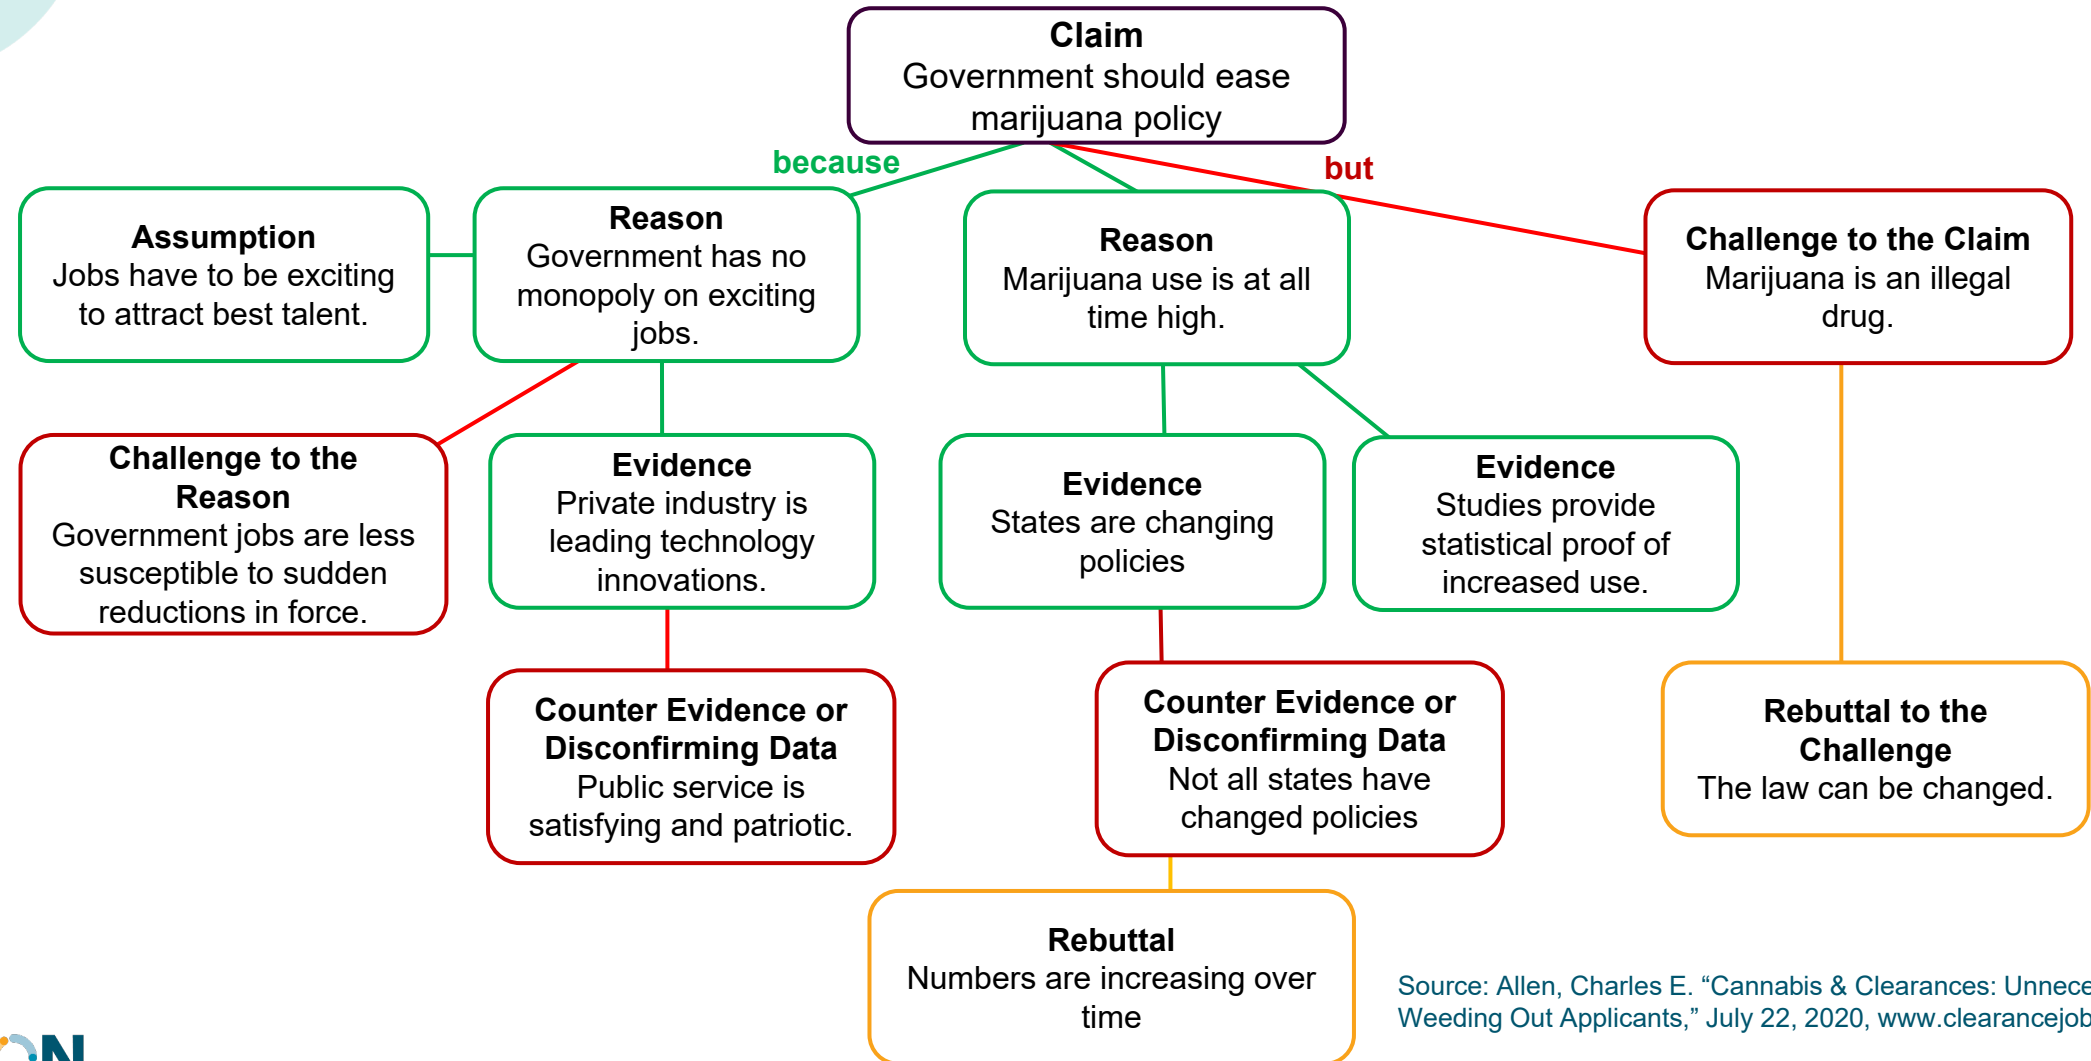 Claim
Government should ease
marijuana policy
because
but
Assumption
Jobs have to be exciting
to attract best talent.
Reason
Government has no
monopoly on exciting
jobs.
Reason
Marijuana use is at all
time high.
Challenge to the Claim
Marijuana is an illegal
drug.
Challenge to the
Reason
Government jobs are less
susceptible to sudden
reductions in force.
Evidence
Private industry is
leading technology
innovations.
Evidence
States are changing
policies
Evidence
Studies provide
statistical proof of
increased use.
Counter Evidence or
Disconfirming Data
Public service is
satisfying and patriotic.
Counter Evidence or
Disconfirming Data
Not all states have
changed policies
Rebuttal to the
Challenge
The law can be changed.
Rebuttal
Numbers are increasing over
time
Source: Allen, Charles E. “Cannabis & Clearances: Unnece
Weeding Out Applicants,” July 22, 2020, www.clearancejob